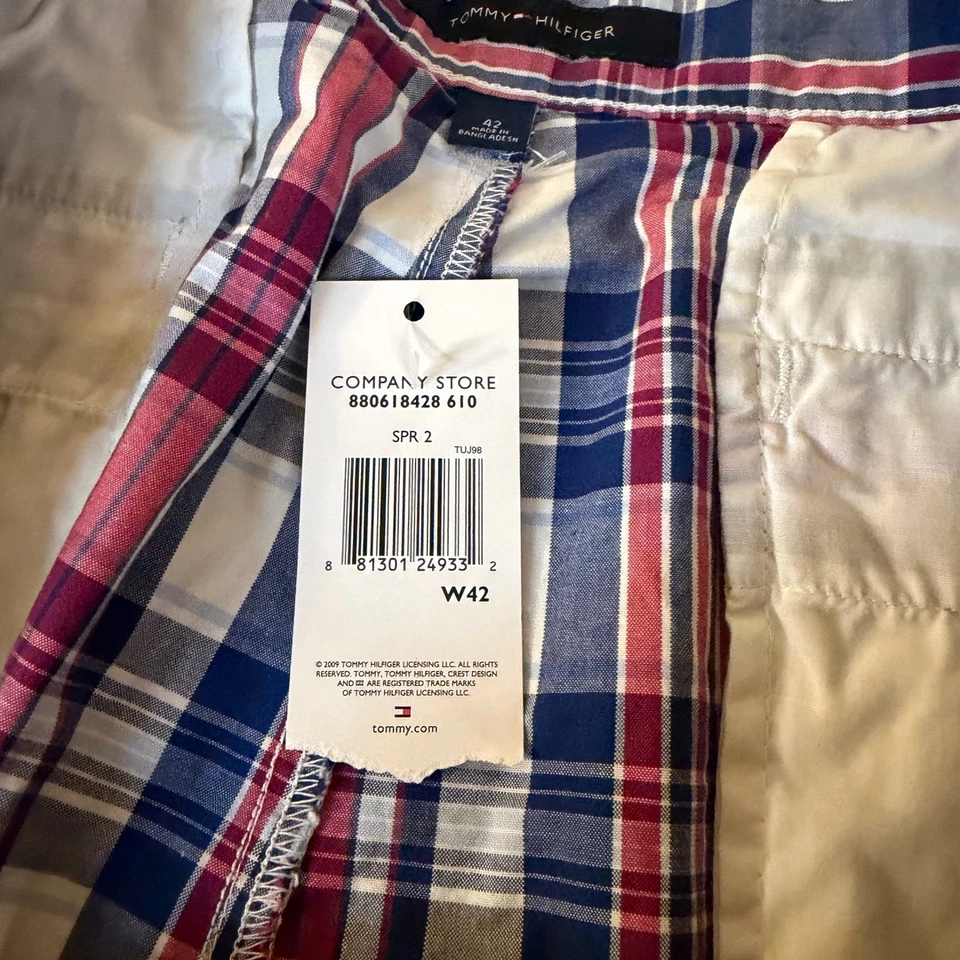 TOMMY HILFIGER
42
MADE IN
BANGLADESH
COMPANY STORE
880618428 610
SPR 2
TUJ98
8 81301 24933 2
W42
© 2009 TOMMY HILFIGER LICENSING LLC. ALL RIGHTS
RESERVED. TOMMY, TOMMY HILFIGER, CREST DESIGN
AND ARE REGISTERED TRADE MARKS
OF TOMMY HILFIGER LICENSING LLC.
tommy.com